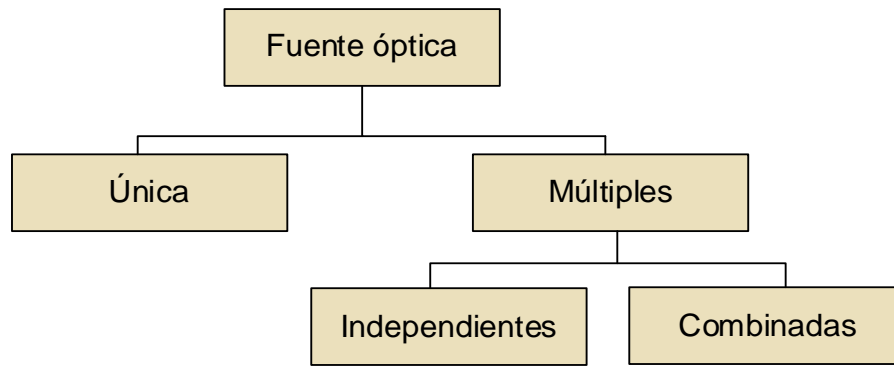 Fuente óptica
Única
Múltiples
Independientes
Combinadas